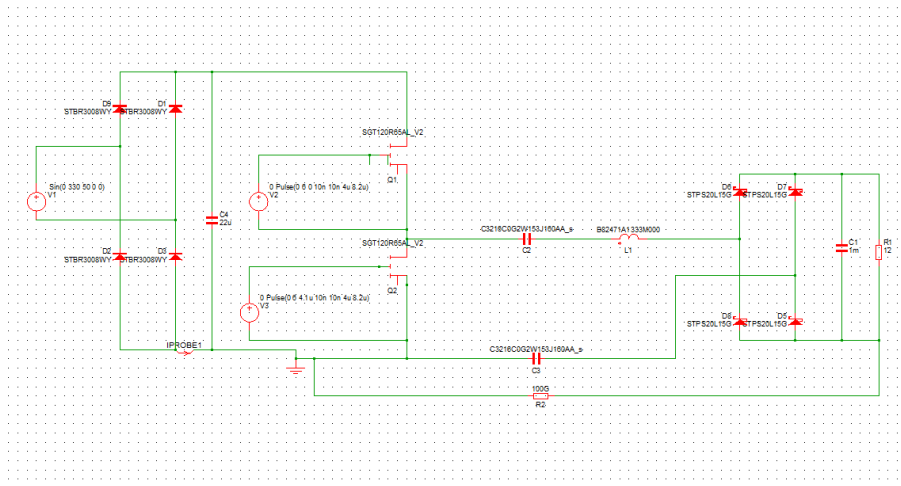 D9
D1
STBR3008WY
STBR3008WY
SGT120R65AL_V2
Q1
Sin(0 330 50 0 0)
V1
0 Pulse(0 6 0 10n 10n 4u 8.2u)
V2
D6
D7
STPS20L15G
STPS20L15G
C4
22u
C3216C0G2W153J160AA_s
C2
B82471A1333M000
L1
SGT120R65AL_V2
C1
1m
R1
12
D2
D3
STBR3008WY
STBR3008WY
Q2
0 Pulse(0 6 4.1u 10n 10n 4u 8.2u)
V3
D8
D5
STPS20L15G
STPS20L15G
IPROBE1
C3216C0G2W153J160AA_s
C3
100G
R2